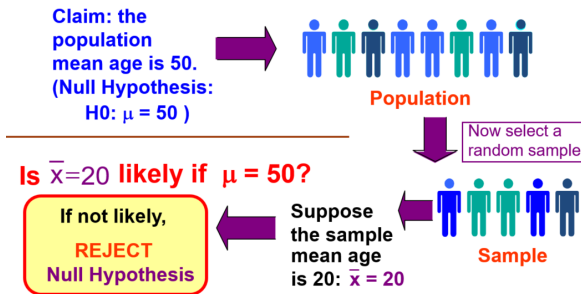 Claim: the
population
mean age is 50.
(Null Hypothesis:
H0: μ = 50 )
Population
Now select a
random sample
Sample
Suppose
the sample
mean age
is 20: x̅ = 20
Is x̅=20 likely if μ = 50?
If not likely,
REJECT
Null Hypothesis